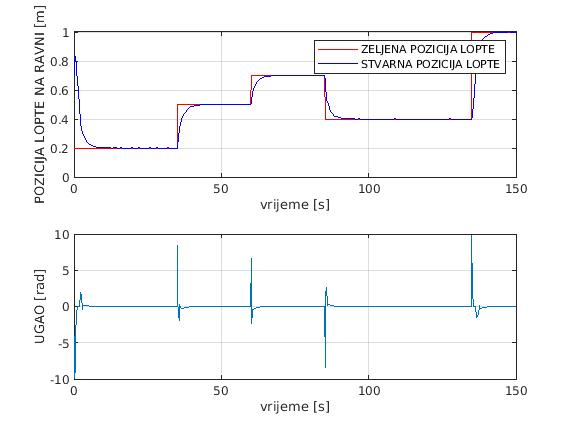 POZICIJA LOPTE NA RAVNI [m]
1
0.8
0.6
0.4
0.2
0
ZELJENA POZICIJA LOPTE
STVARNA POZICIJA LOPTE
0 50 100 150
vrijeme [s]
UGAO [rad]
10
5
0
-5
-10
0 50 100 150
vrijeme [s]